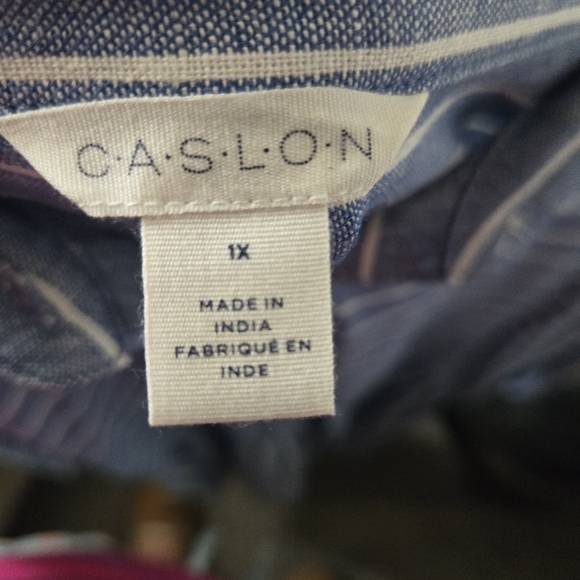 C·A·S·L·O·N
1X
MADE IN
INDIA
FABRIQUÉ EN
INDE